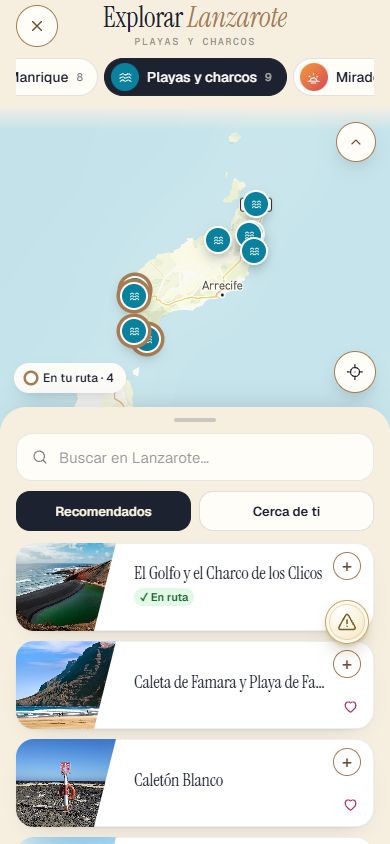 Explorar Lanzarote
PLAYAS Y CHARCOS
Manrique 8
Playas y charcos 9
Mirad
Arrecife
En tu ruta · 4
Buscar en Lanzarote...
Recomendados
Cerca de ti
El Golfo y el Charco de los Clicos
✓ En ruta
Caleta de Famara y Playa de Fa...
Caletón Blanco